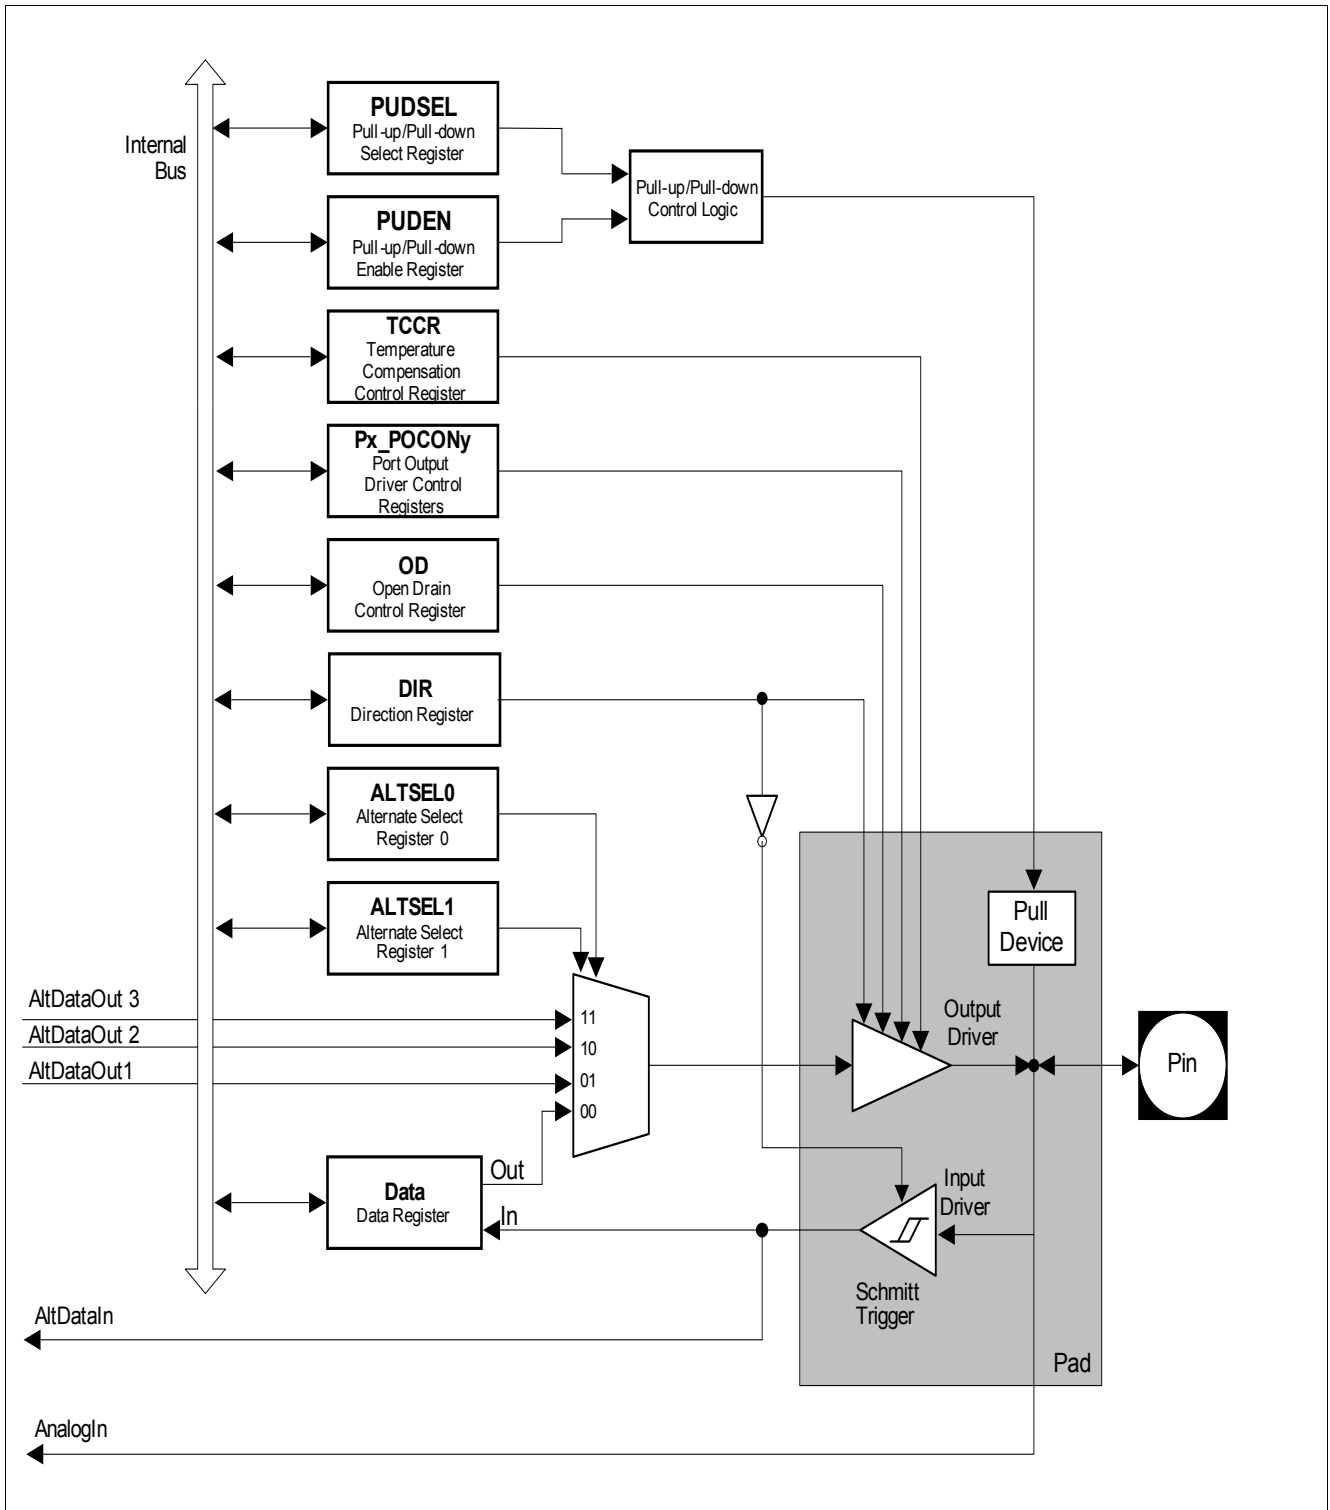 Internal
Bus
PUDSEL
Pull-up/Pull-down
Select Register
PUDEN
Pull-up/Pull-down
Enable Register
Pull-up/Pull-down
Control Logic
TCCR
Temperature
Compensation
Control Register
Px_POCONy
Port Output
Driver Control
Registers
OD
Open Drain
Control Register
DIR
Direction Register
ALTSEL0
Alternate Select
Register 0
ALTSEL1
Alternate Select
Register 1
Pull
Device
AltDataOut 3
AltDataOut 2
AltDataOut1
11
10
01
00
Output
Driver
Pin
Out
In
Data
Data Register
Input
Driver
Schmitt
Trigger
AltDataIn
Pad
AnalogIn